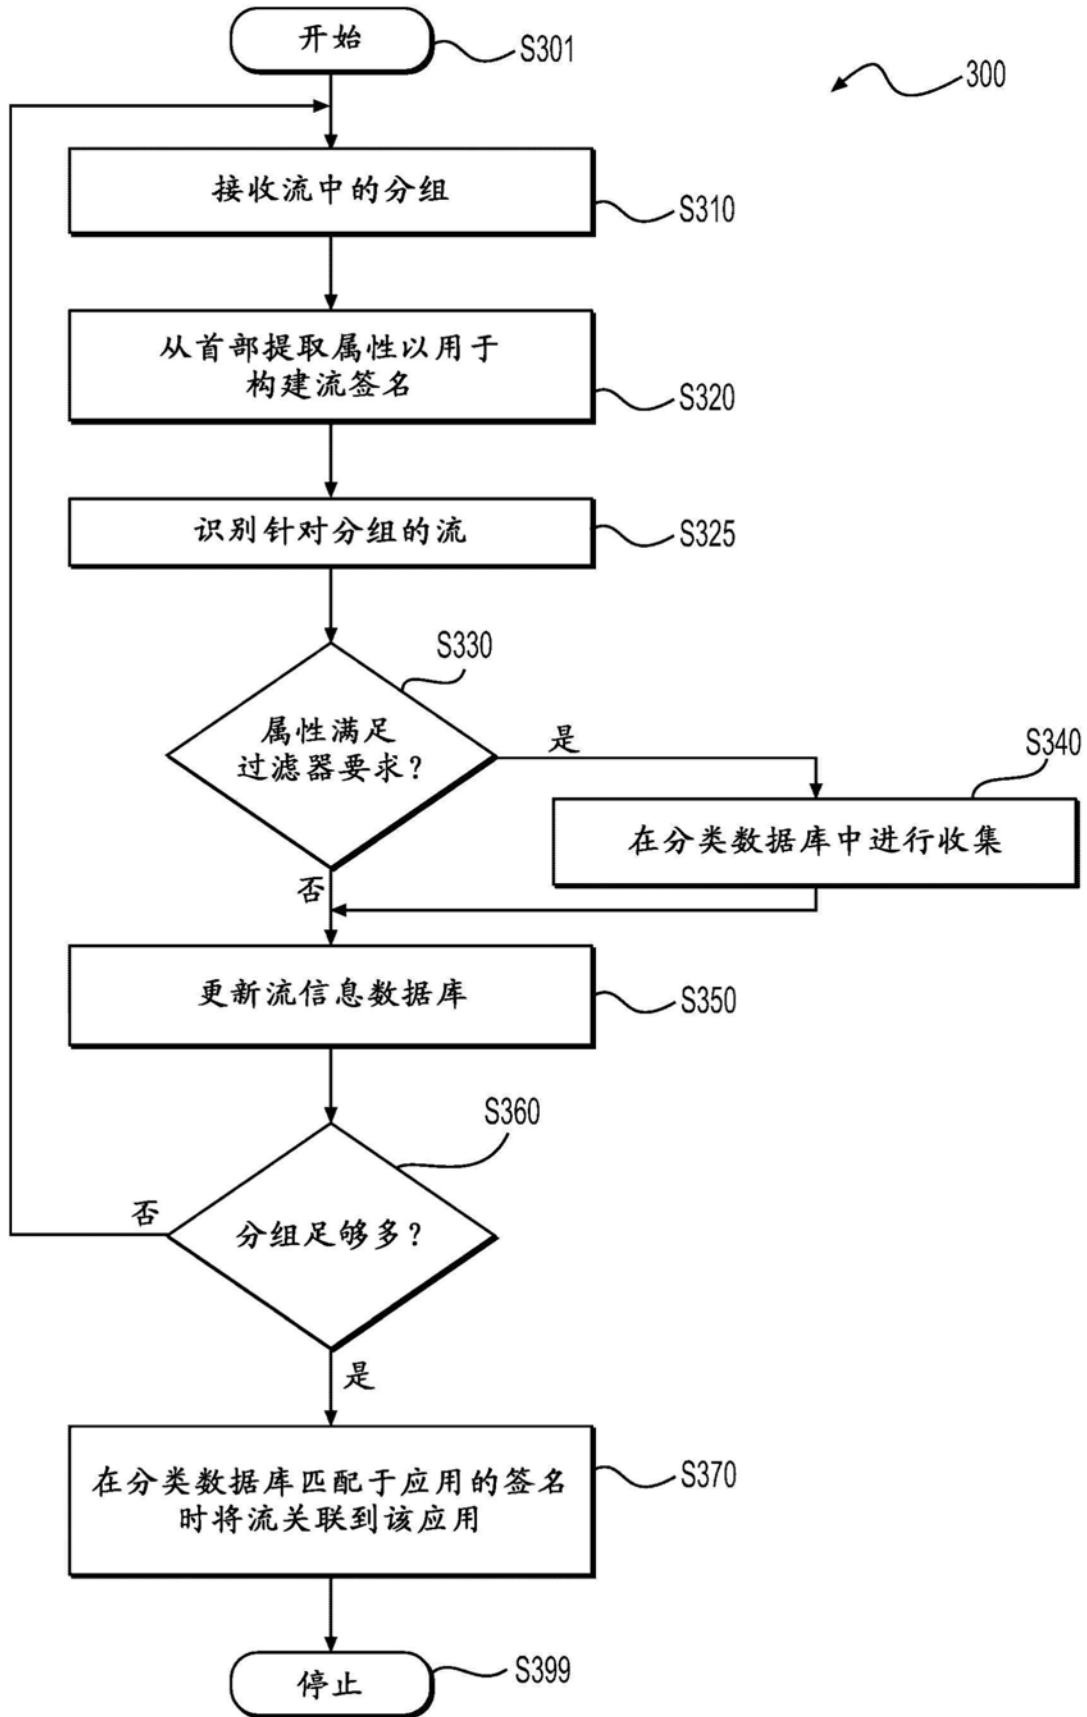 开始
S301
300
接收流中的分组
S310
从首部提取属性以用于
构建流签名
S320
识别针对分组的流
S325
S330
属性满足
过滤器要求?
是
S340
在分类数据库中进行收集
否
更新流信息数据库
S350
S360
分组足够多?
否
是
在分类数据库匹配于应用的签名
时将流关联到该应用
S370
停止
S399